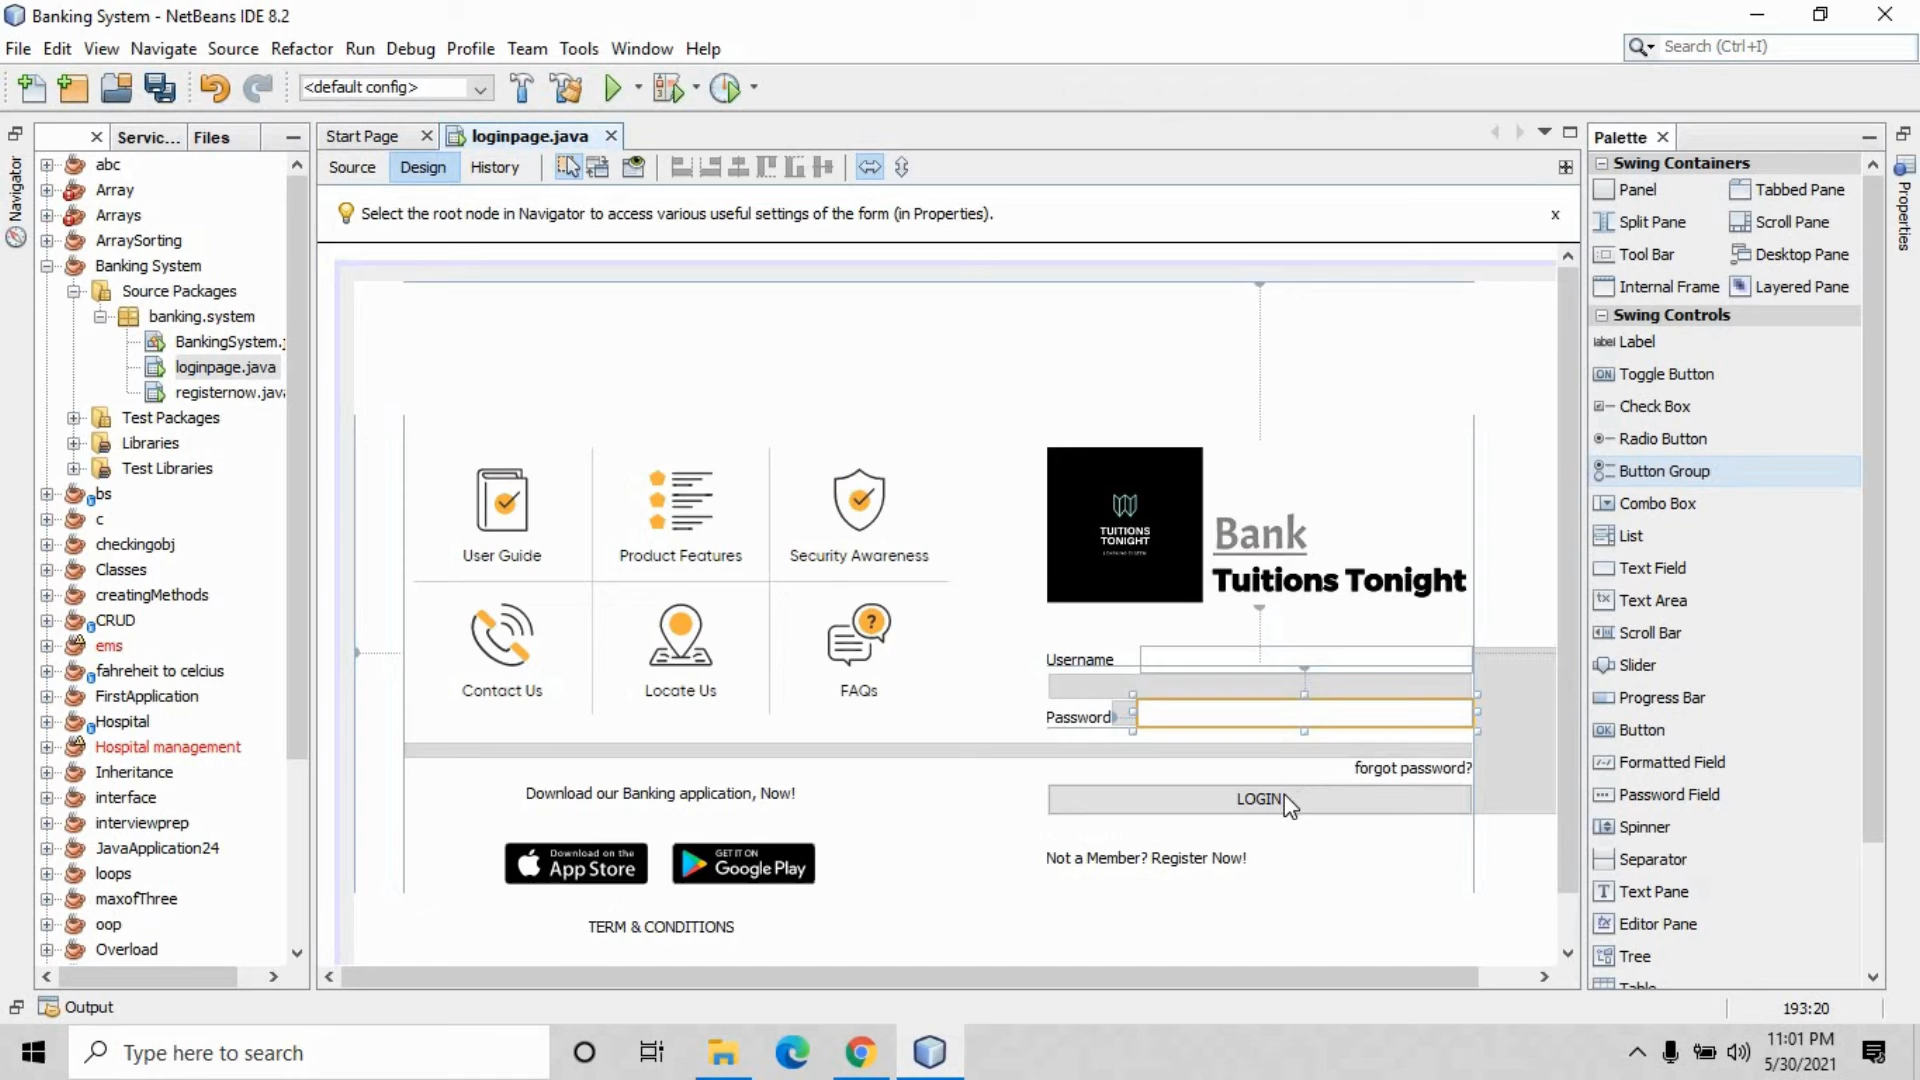 Banking System - NetBeans IDE 8.2
File Edit View Navigate Source Refactor Run Debug Profile Team Tools Window Help
Search (Ctrl+I)
<default config>
Servic... Files
Start Page loginpage.java
Palette
Source Design History
Select the root node in Navigator to access various useful settings of the form (in Properties).
x
Navigator
abc
Array
Arrays
ArraySorting
Banking System
Source Packages
banking.system
BankingSystem.j
loginpage.java
registernow.java
Test Packages
Libraries
Test Libraries
bs
c
checkingobj
Classes
creatingMethods
CRUD
ems
fahreheit to celcius
FirstApplication
Hospital
Hospital management
Inheritance
interface
interviewprep
JavaApplication24
loops
maxofThree
oop
Overload
User Guide
Product Features
Security Awareness
Contact Us
Locate Us
FAQs
TUITIONS
TONIGHT
Bank
Tuitions Tonight
Username
Password
forgot password?
LOGIN
Not a Member? Register Now!
Download our Banking application, Now!
Download on the
App Store
GET IT ON
Google Play
TERM & CONDITIONS
Swing Containers
Panel Tabbed Pane
Split Pane Scroll Pane
Tool Bar Desktop Pane
Internal Frame Layered Pane
Swing Controls
label Label
ON Toggle Button
Check Box
Radio Button
Button Group
Combo Box
List
Text Field
Text Area
Scroll Bar
Slider
Progress Bar
OK Button
Formatted Field
Password Field
Spinner
Separator
T Text Pane
Editor Pane
Tree
Properties
Output
193:20
Type here to search
11:01 PM
5/30/2021